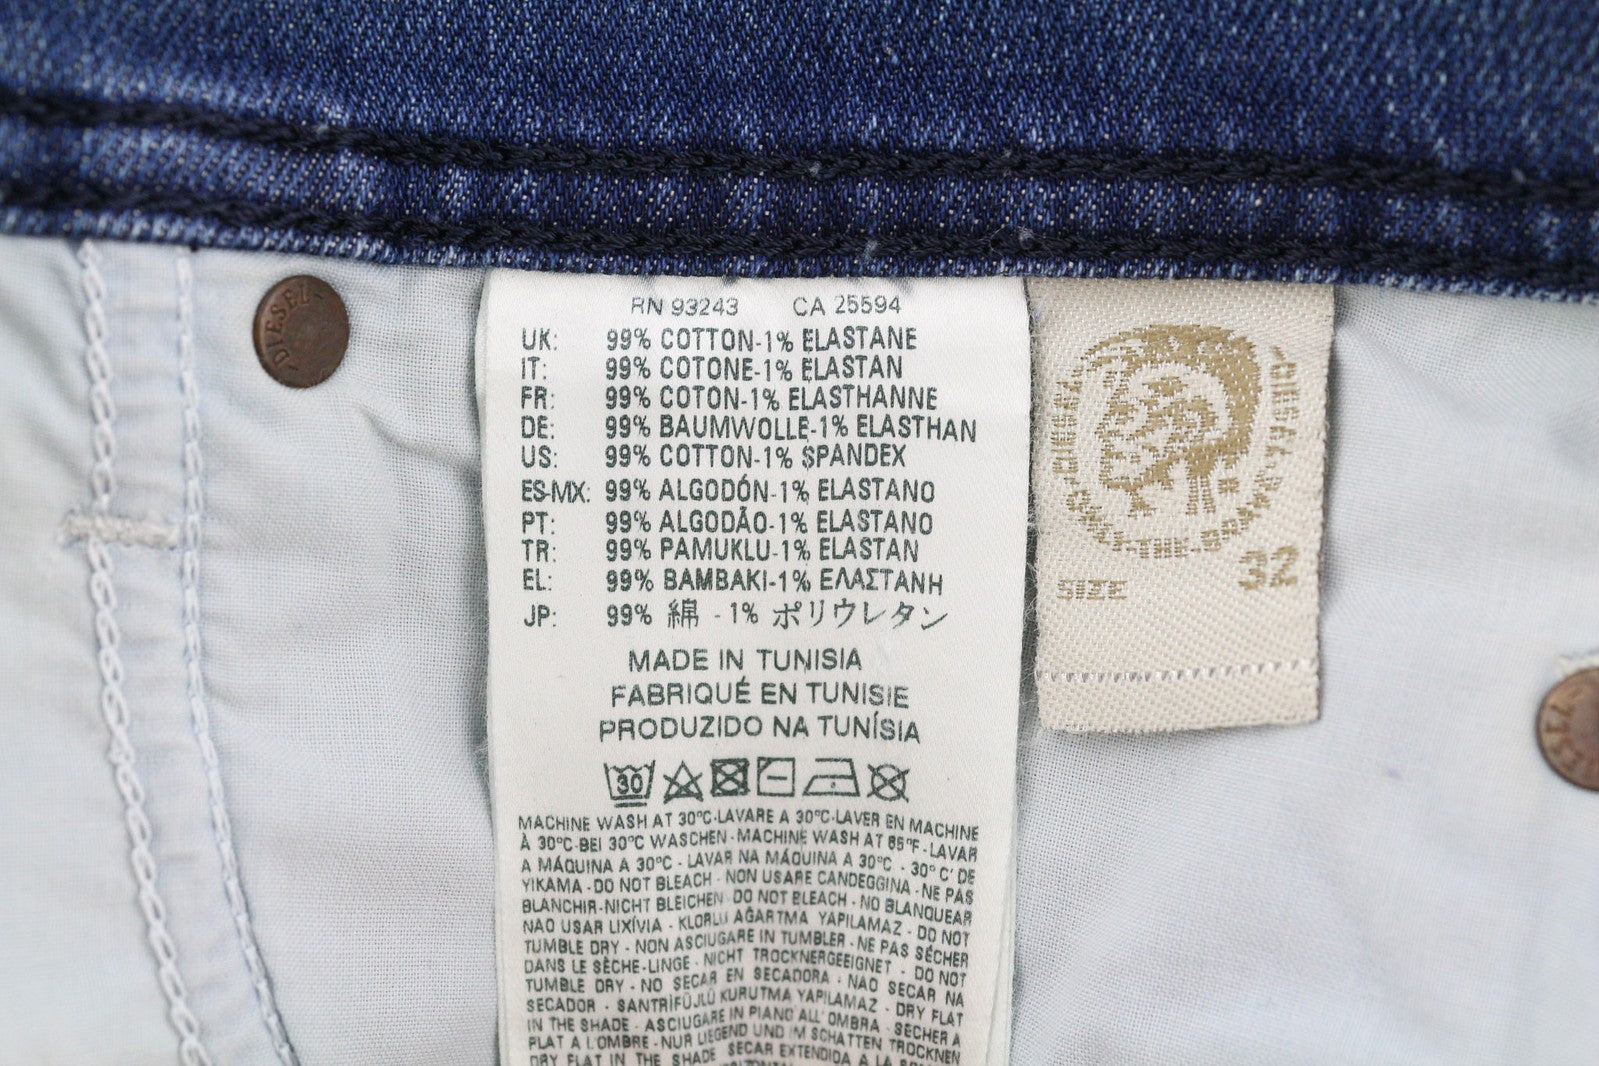 DIESEL
RN 93243 CA 25594
UK: 99% COTTON-1% ELASTANE
IT: 99% COTONE-1% ELASTAN
FR: 99% COTON-1% ELASTHANNE
DE: 99% BAUMWOLLE-1% ELASTHAN
US: 99% COTTON-1% SPANDEX
ES-MX: 99% ALGODÓN-1% ELASTANO
PT: 99% ALGODÃO-1% ELASTANO
TR: 99% PAMUKLU-1% ELASTAN
EL: 99% BAMBAKI-1% ΕΛΑΣΤΑΝΗ
JP: 99% 綿 - 1% ポリウレタン
MADE IN TUNISIA
FABRIQUÉ EN TUNISIE
PRODUZIDO NA TUNÍSIA
30
MACHINE WASH AT 30°C-LAVARE A 30°C-LAVER EN MACHINE
À 30°C-BEI 30°C WASCHEN-MACHINE WASH AT 85°F-LAVAR
A MÁQUINA A 30°C - LAVAR NA MÁQUINA A 30°C - 30°C' DE
YIKAMA - DO NOT BLEACH - NON USARE CANDEGGINA - NE PAS
BLANCHIR-NICHT BLEICHEN-DO NOT BLEACH-NO BLANQUEAR
NAO USAR LIXÍVIA - KLORLU AĞARTMA YAPILAMAZ - DO NOT
TUMBLE DRY - NON ASCIUGARE IN TUMBLER - NE PAS SÉCHER
DANS LE SÈCHE-LINGE - NICHT TROCKNERGEEIGNET - DO NOT
TUMBLE DRY - NO SECAR EN SECADORA - NAO SECAR NA
SECADOR - SANTRİFÜJLÜ KURUTMA YAPILAMAZ - DRY FLAT
IN THE SHADE - ASCIUGARE IN PIANO ALL'OMBRA - SÉCHER A
PLAT A L'OMBRE - NUR LIEGEND UND IM SCHATTEN TROCKNEN
DRY FLAT IN THE SHADE SECAR EXTENDIDA A LA
SIZE 32